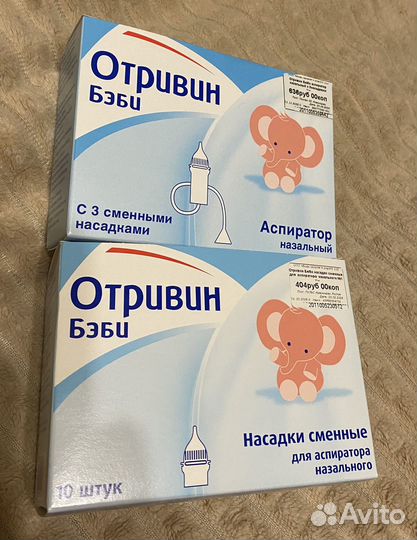 Отривин
Бэби
638руб 00коп
С 3 сменными
насадками
Аспиратор
назальный
Отривин
Бэби
404руб 00коп
Насадки сменные
для аспиратора
назального
10 штук
Avito